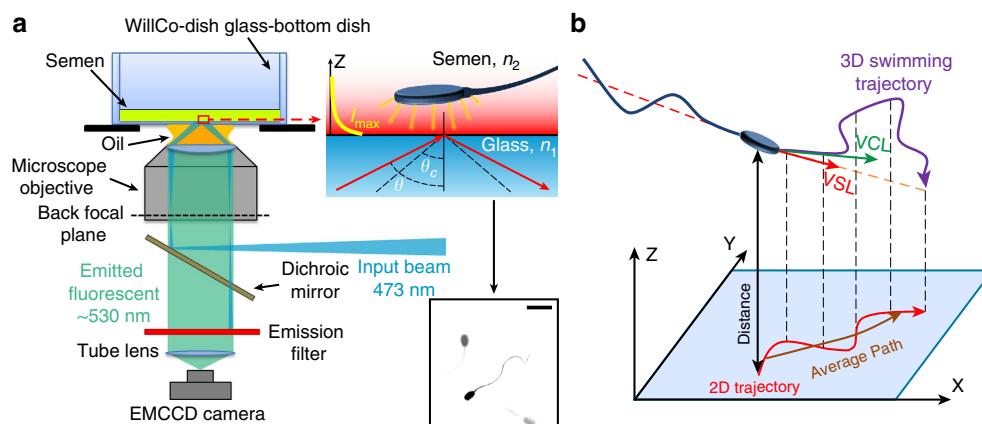 a
WillCo-dish glass-bottom dish
Semen
Oil
Microscope
objective
Back focal
plane
Emitted
fluorescent
~530 nm
Tube lens
EMCCD camera
Dichroic
mirror
Input beam
473 nm
Emission
filter
Z
Semen, n2
Imax
Glass, n1
θ
θc
b
3D swimming
trajectory
VCL
VSL
Z
Y
X
Distance
Average Path
2D trajectory